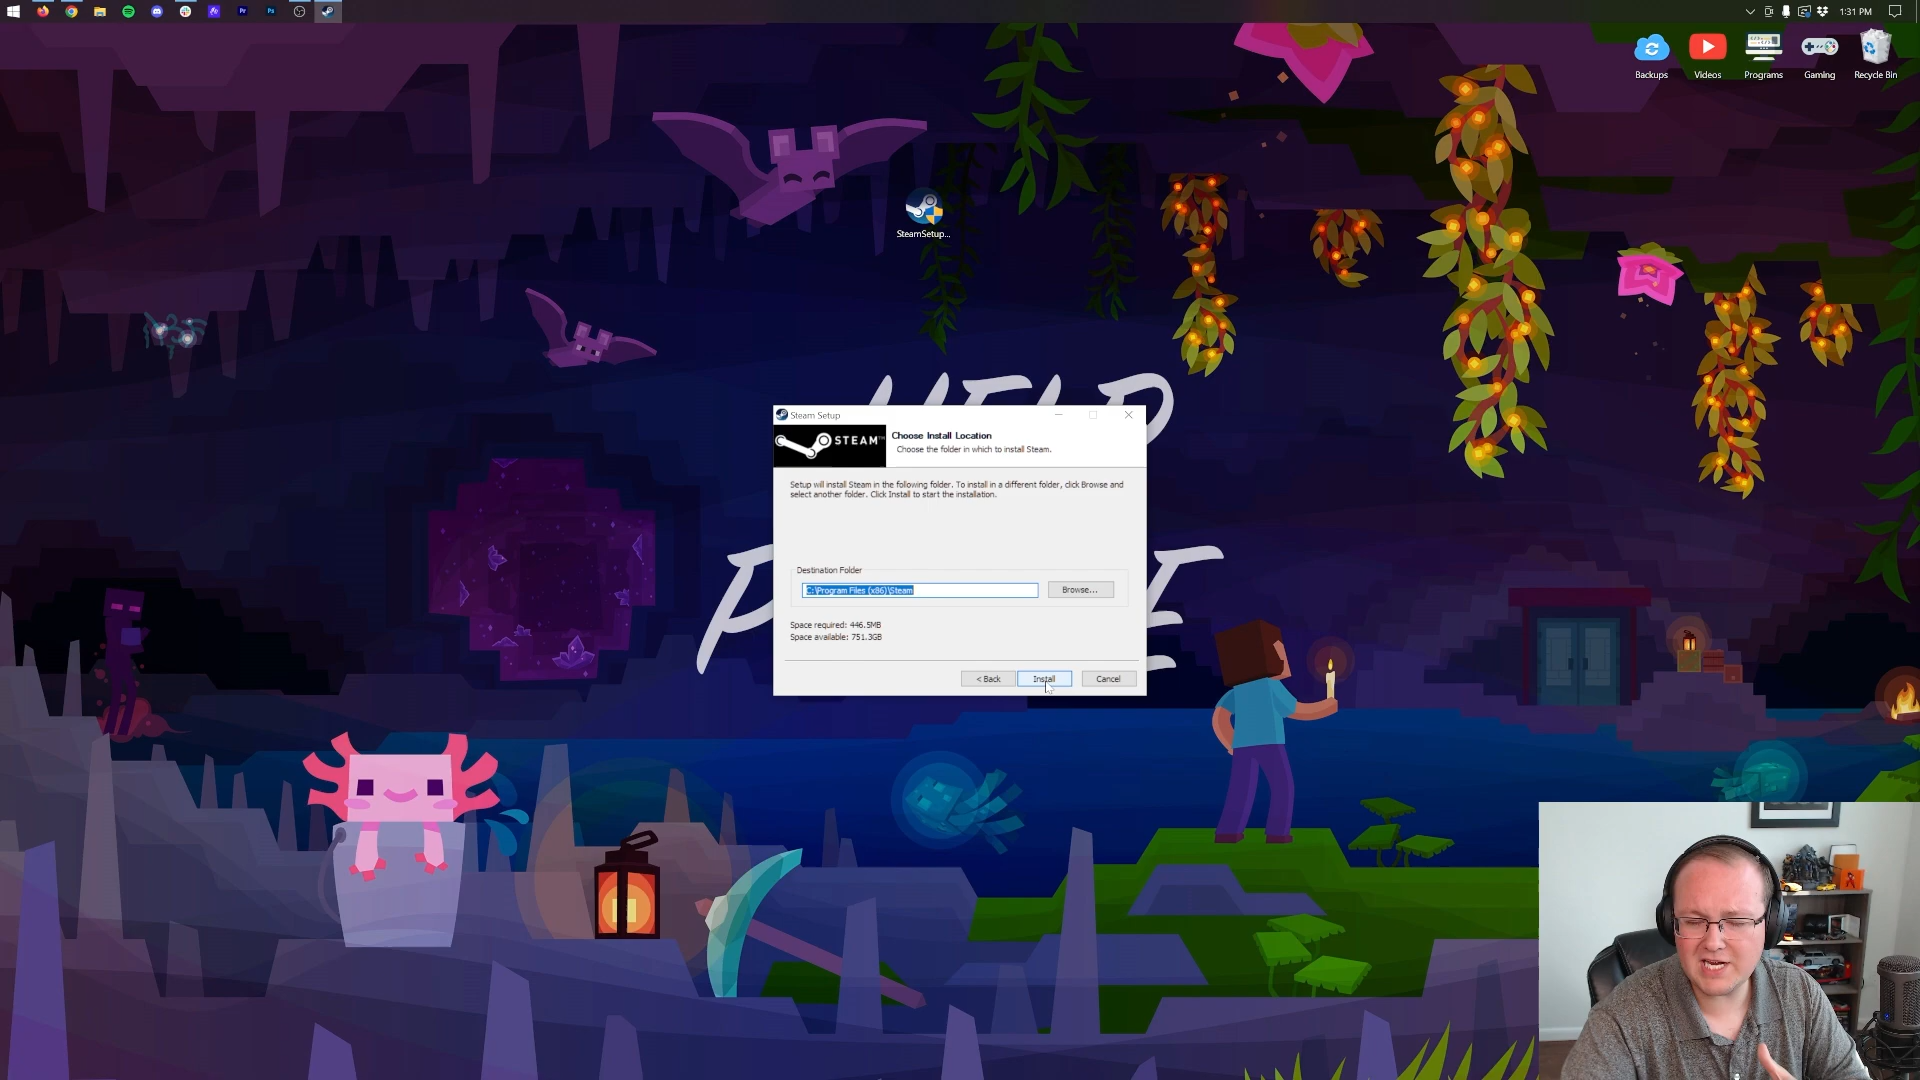 1:31 PM
Backups
Videos
Programs
Gaming
Recycle Bin
SteamSetup...
Steam Setup
STEAM™
Choose Install Location
Choose the folder in which to install Steam.
Setup will install Steam in the following folder. To install in a different folder, click Browse and
select another folder. Click Install to start the installation.
Destination Folder
C:\Program Files (x86)\Steam
Browse...
Space required: 446.5MB
Space available: 751.3GB
< Back
Install
Cancel